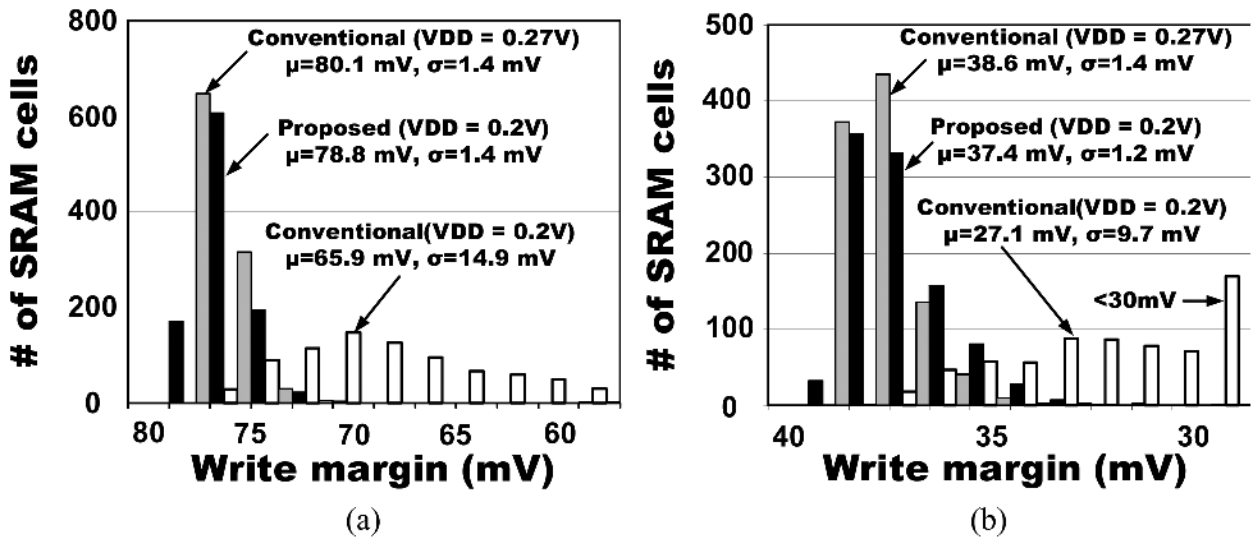 # of SRAM cells
800
600
400
200
0
Conventional (VDD = 0.27V)
μ=80.1 mV, σ=1.4 mV
Proposed (VDD = 0.2V)
μ=78.8 mV, σ=1.4 mV
Conventional(VDD = 0.2V)
μ=65.9 mV, σ=14.9 mV
80 75 70 65 60
Write margin (mV)
(a)
# of SRAM cells
500
400
300
200
100
0
Conventional (VDD = 0.27V)
μ=38.6 mV, σ=1.4 mV
Proposed (VDD = 0.2V)
μ=37.4 mV, σ=1.2 mV
Conventional(VDD = 0.2V)
μ=27.1 mV, σ=9.7 mV
<30mV
40 35 30
Write margin (mV)
(b)